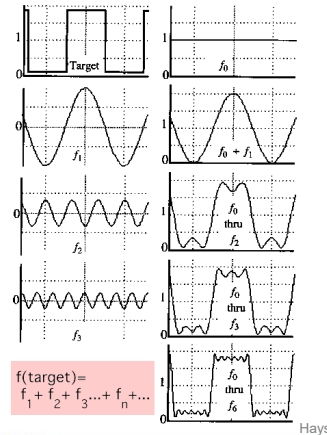 1
0
Target
1
f0
0
f1
1
0
f0 + f1
0
f2
1
0
f0
thru
f2
0
f3
1
0
f0
thru
f3
f(target)=
f1 + f2 + f3...+ fn+...
1
0
f0
thru
f6
Hays